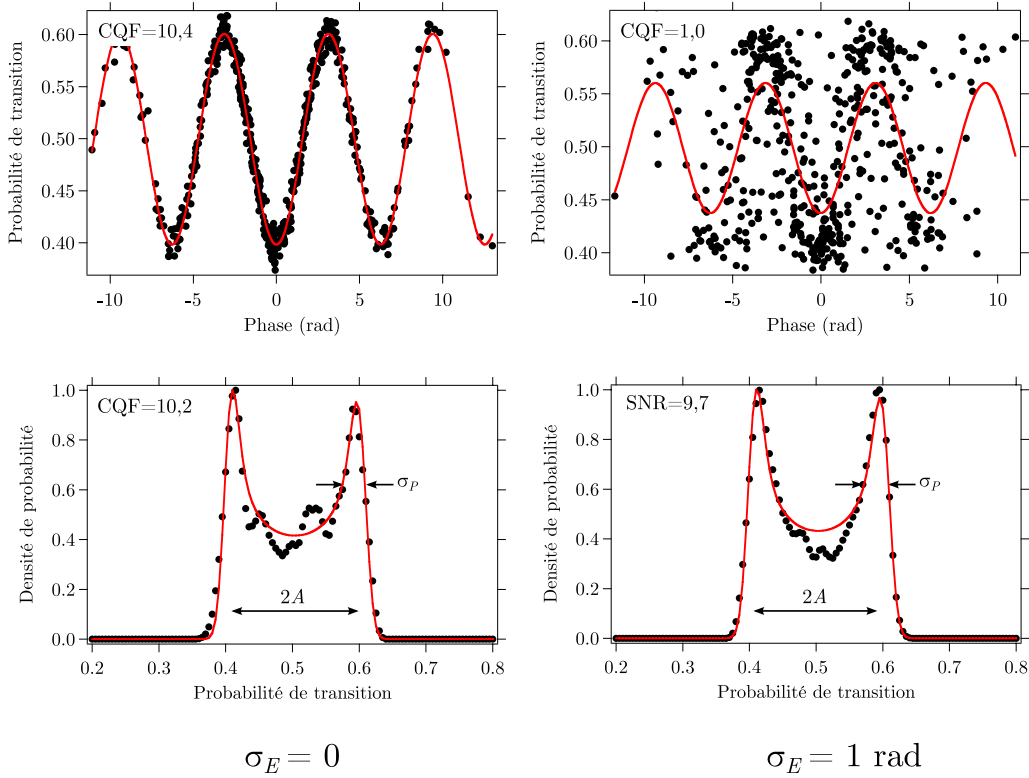 CQF=10,4
Probabilité de transition
0.60
0.55
0.50
0.45
0.40
-10
-5
0
5
10
Phase (rad)
CQF=1,0
Probabilité de transition
0.60
0.55
0.50
0.45
0.40
-10
-5
0
5
10
Phase (rad)
CQF=10,2
Densité de probabilité
1.0
0.8
0.6
0.4
0.2
0.0
σP
2A
0.2
0.3
0.4
0.5
0.6
0.7
0.8
Probabilité de transition
SNR=9,7
Densité de probabilité
1.0
0.8
0.6
0.4
0.2
0.0
σP
2A
0.2
0.3
0.4
0.5
0.6
0.7
0.8
Probabilité de transition
σE = 0
σE = 1 rad